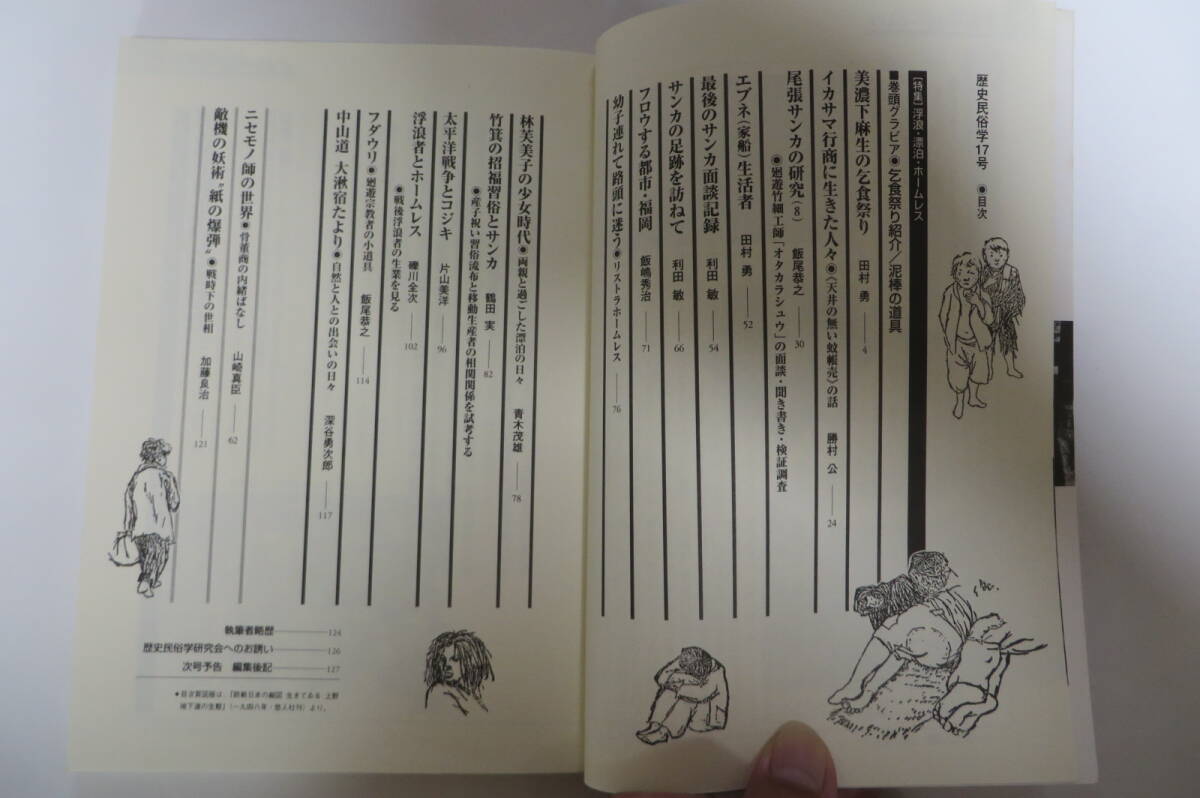 歴史民俗学17号 ●目次
[特集]浮浪・漂泊・ホームレス
■巻頭グラビア●乞食祭り紹介／泥棒の道具
美濃下麻生の乞食祭り 田村 勇 4
イカサマ行商に生きた人々●〈天井の無い蚊帳売〉の話 勝村 公 24
尾張サンカの研究(8) 飯尾恭之 30
●廻遊竹細工師「オタカラシュウ」の面談・聞き書き・検証調査
エブネ(家船)生活者 田村 勇 52
最後のサンカ面談記録 利田 敏 54
サンカの足跡を訪ねて 利田 敏 66
フロウする都市・福岡 飯嶋秀治 71
幼子連れて路頭に迷う●リストラホームレス 76
林芙美子の少女時代●両親と過ごした漂泊の日々 青木茂雄 78
竹箕の招福習俗とサンカ 鶴田 実 82
●産子祝い習俗流布と移動生産者の相関関係を試考する
太平洋戦争とコジキ 片山美洋 96
浮浪者とホームレス 礫川全次 102
●戦後浮浪者の生業を見る
フダウリ●廻遊宗教者の小道具 飯尾恭之 114
中山道 大湫宿たより●自然と人との出会いの日々 深谷勇次郎 117
ニセモノ師の世界●骨董商の内緒ばなし 山崎真臣 62
敵機の妖術“紙の爆弾”●戦時下の世相 加藤良治 121
執筆者略歴 124
歴史民俗学研究会へのお誘い 126
次号予告 編集後記 127